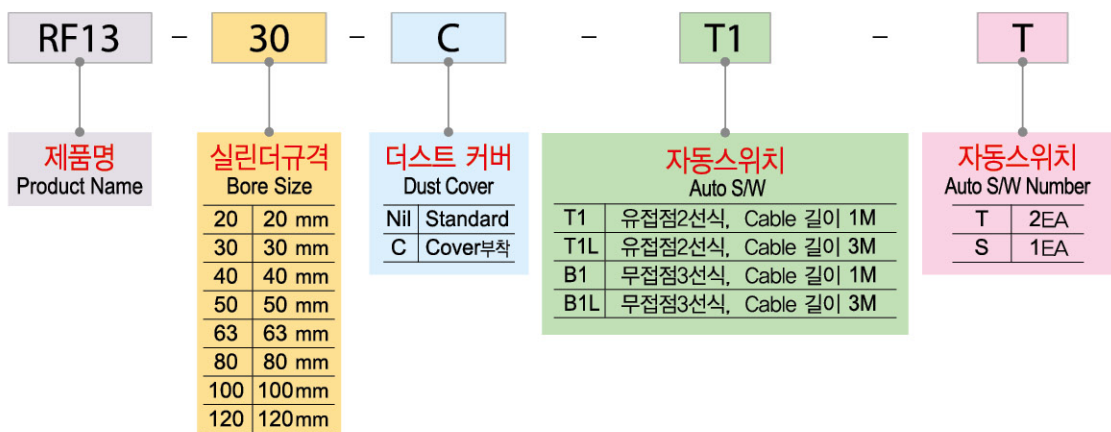 RF13 – 30 – C – T1 – T
제품명
Product Name
실린더규격
Bore Size
20 20 mm
30 30 mm
40 40 mm
50 50 mm
63 63 mm
80 80 mm
100 100mm
120 120mm
더스트 커버
Dust Cover
Nil Standard
C Cover부착
자동스위치
Auto S/W
T1 유접점2선식, Cable 길이 1M
T1L 유접점2선식, Cable 길이 3M
B1 무접점3선식, Cable 길이 1M
B1L 무접점3선식, Cable 길이 3M
자동스위치
Auto S/W Number
T 2EA
S 1EA